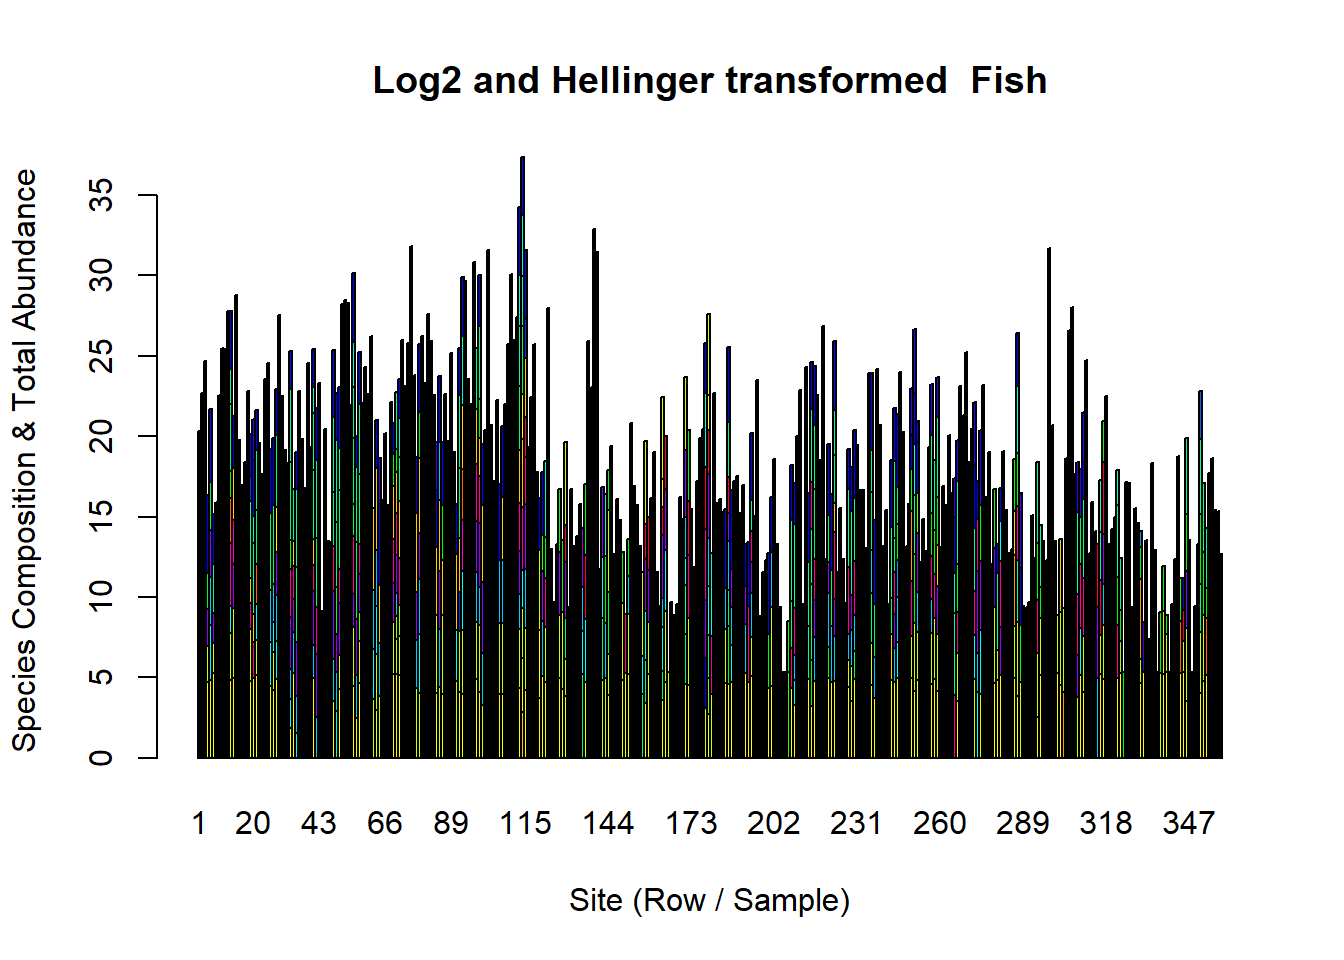 Log2 and Hellinger transformed  Fish
Species Composition & Total Abundance
35
30
25
20
15
10
5
0
1 20 43 66 89 115 144 173 202 231 260 289 318 347
Site (Row / Sample)